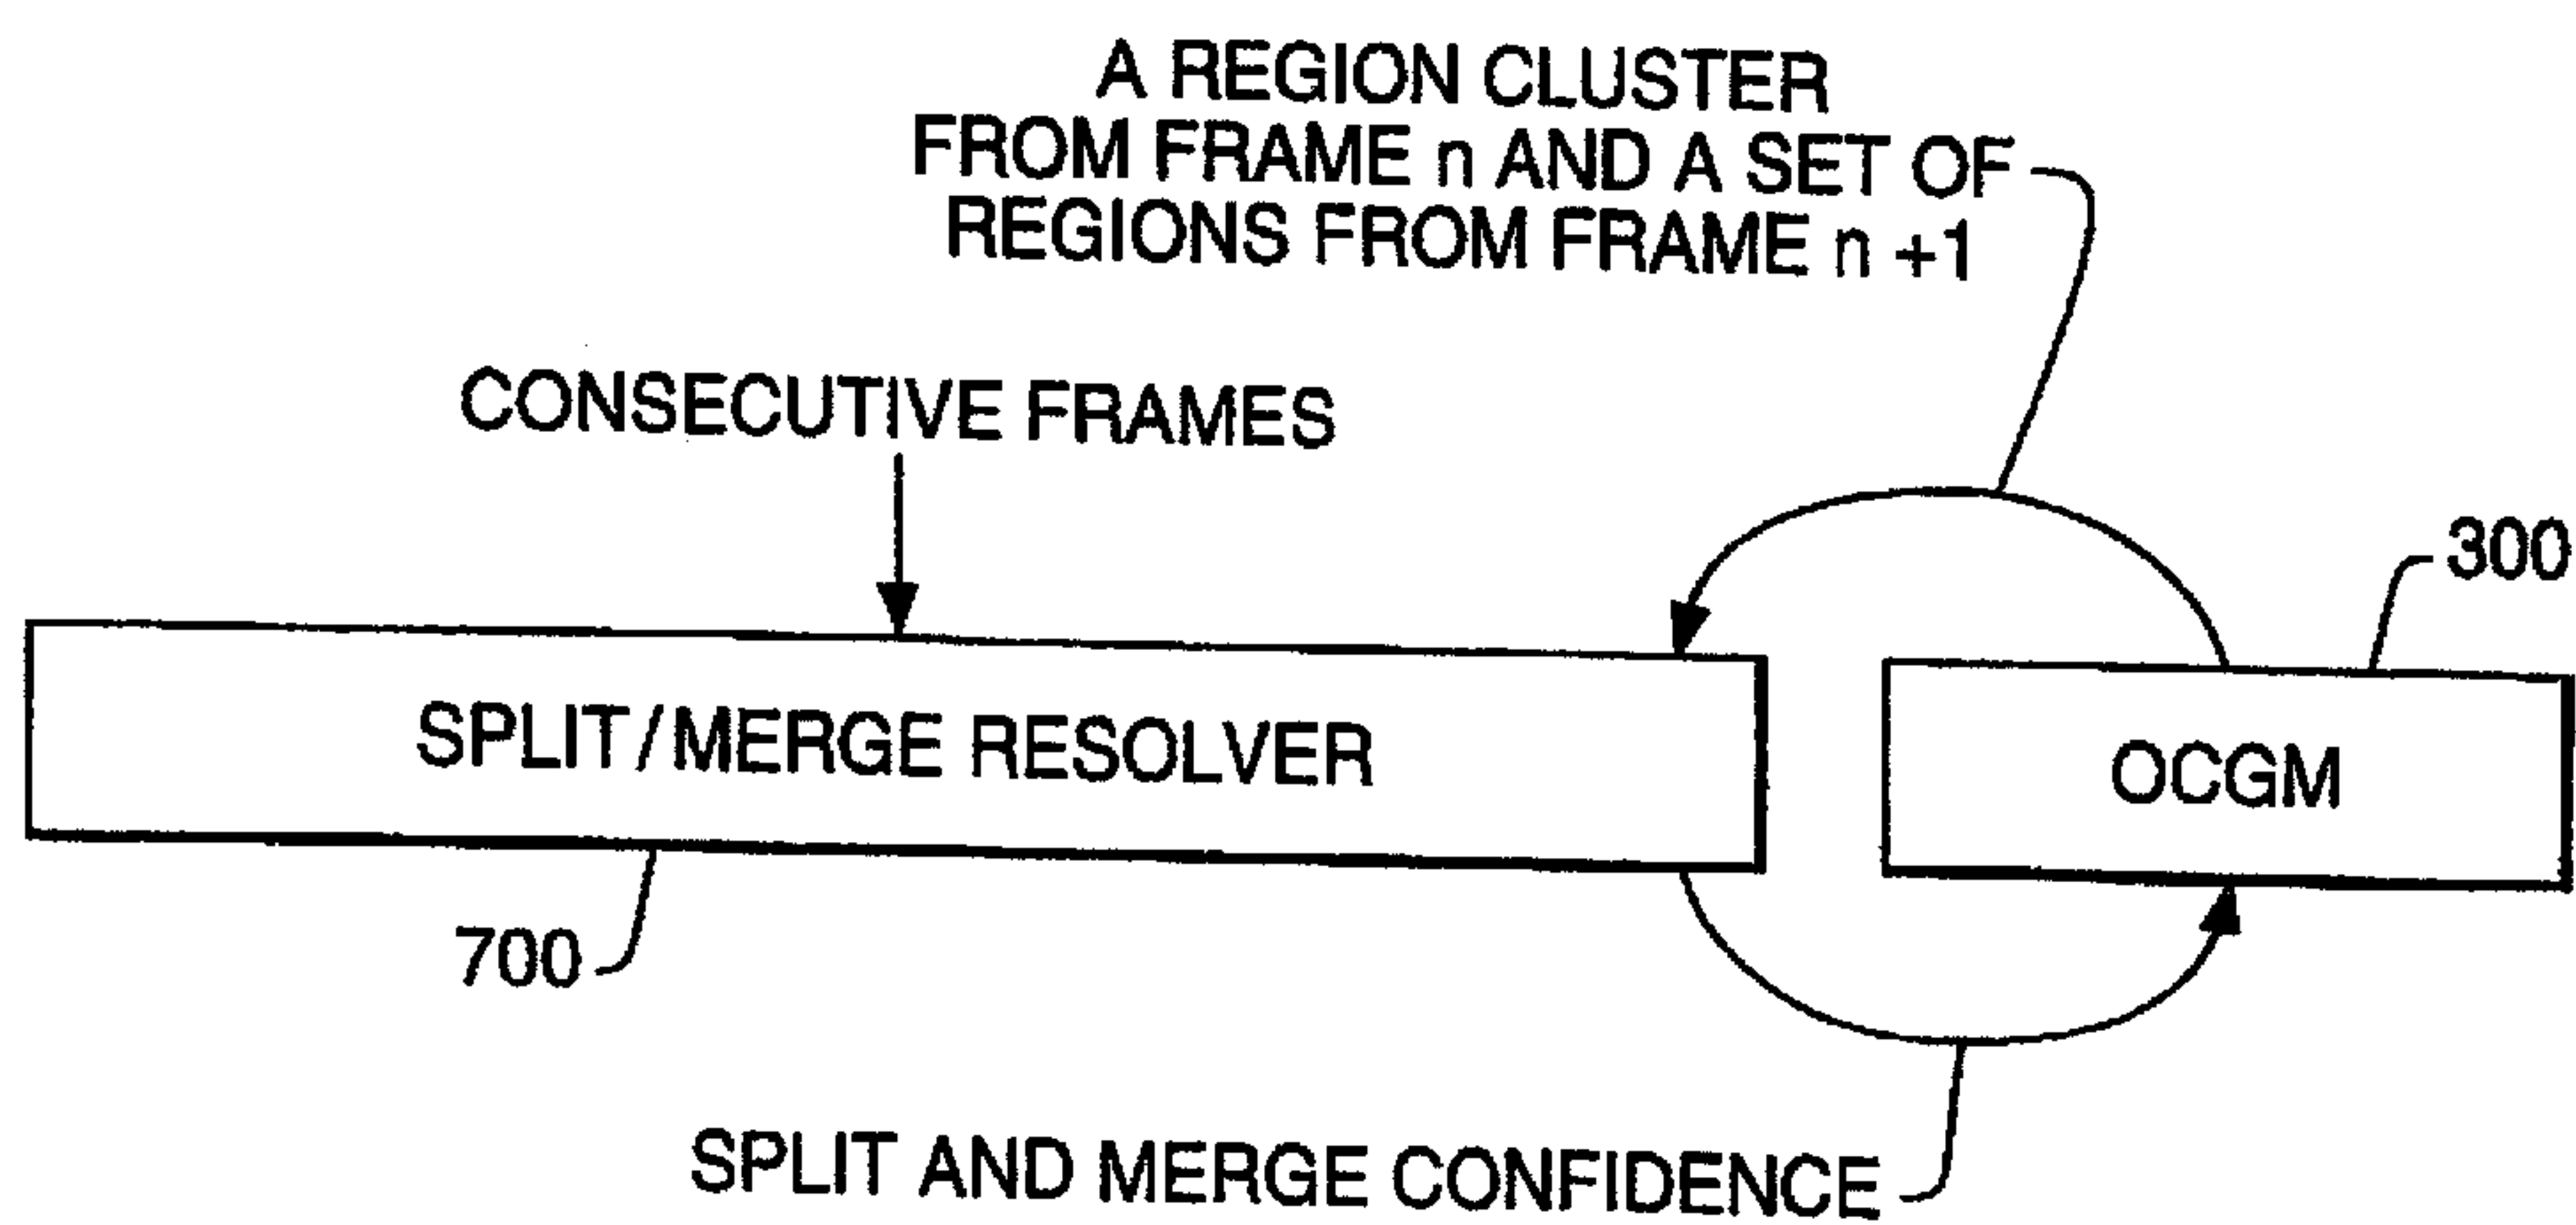 A REGION CLUSTER
FROM FRAME n AND A SET OF
REGIONS FROM FRAME n +1
CONSECUTIVE FRAMES
300
SPLIT/MERGE RESOLVER
OCGM
700
SPLIT AND MERGE CONFIDENCE